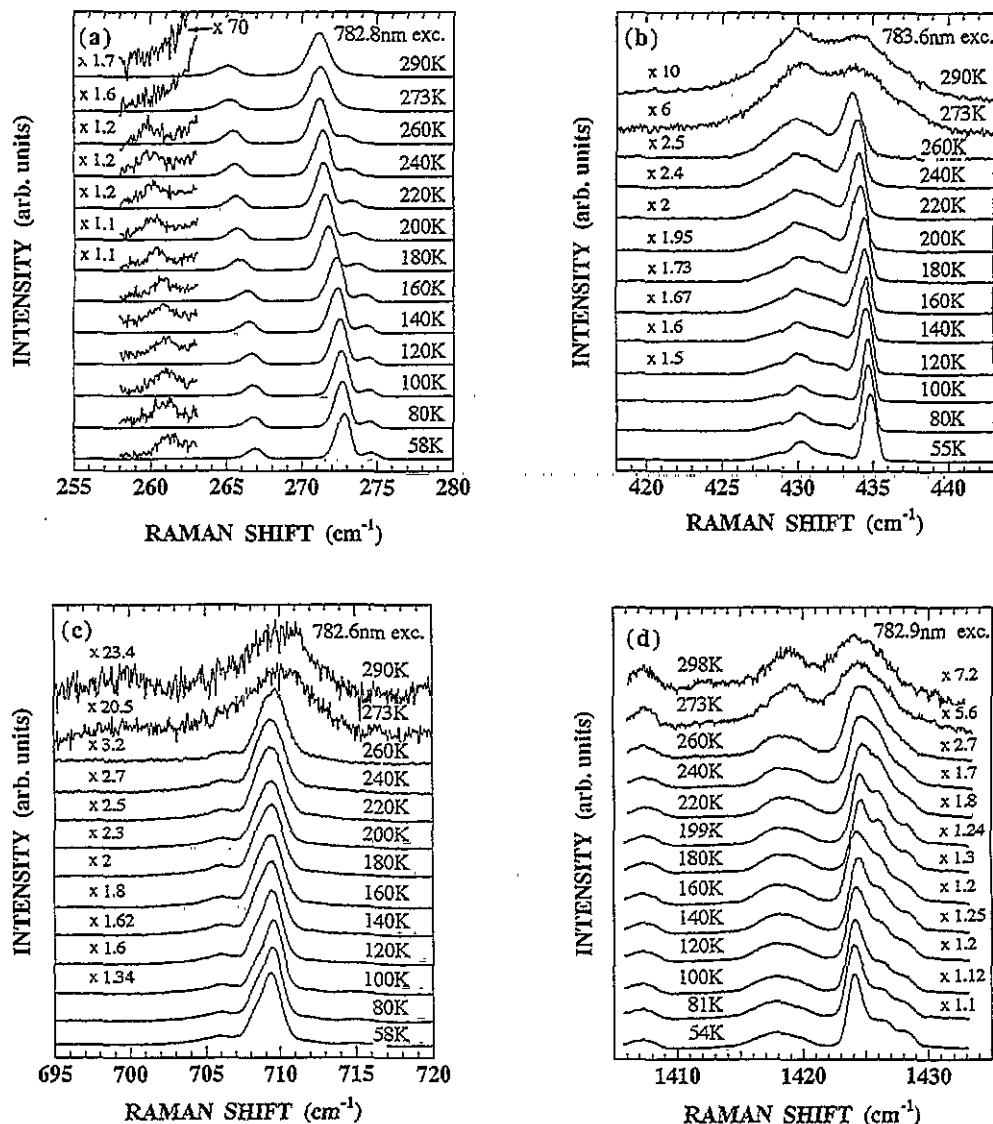 (a)
x 70
782.8nm exc.
x 1.7
290K
x 1.6
273K
x 1.2
260K
x 1.2
240K
x 1.2
220K
x 1.1
200K
x 1.1
180K
160K
140K
120K
100K
80K
58K
255 260 265 270 275 280
RAMAN SHIFT (cm-1)
INTENSITY (arb. units)
(b)
783.6nm exc.
x 10
290K
x 6
273K
x 2.5
260K
x 2.4
240K
x 2
220K
x 1.95
200K
x 1.73
180K
x 1.67
160K
x 1.6
140K
x 1.5
120K
100K
80K
55K
420 425 430 435 440
RAMAN SHIFT (cm-1)
INTENSITY (arb. units)
(c)
782.6nm exc.
x 23.4
290K
x 20.5
273K
x 3.2
260K
x 2.7
240K
x 2.5
220K
x 2.3
200K
x 2
180K
x 1.8
160K
x 1.62
140K
x 1.6
120K
x 1.34
100K
80K
58K
695 700 705 710 715 720
RAMAN SHIFT (cm-1)
INTENSITY (arb. units)
(d)
782.9nm exc.
298K
x 7.2
273K
x 5.6
260K
x 2.7
240K
x 1.7
220K
x 1.8
199K
x 1.24
180K
x 1.3
160K
x 1.2
140K
x 1.25
120K
x 1.2
100K
x 1.12
81K
x 1.1
54K
1410 1420 1430
RAMAN SHIFT (cm-1)
INTENSITY (arb. units)